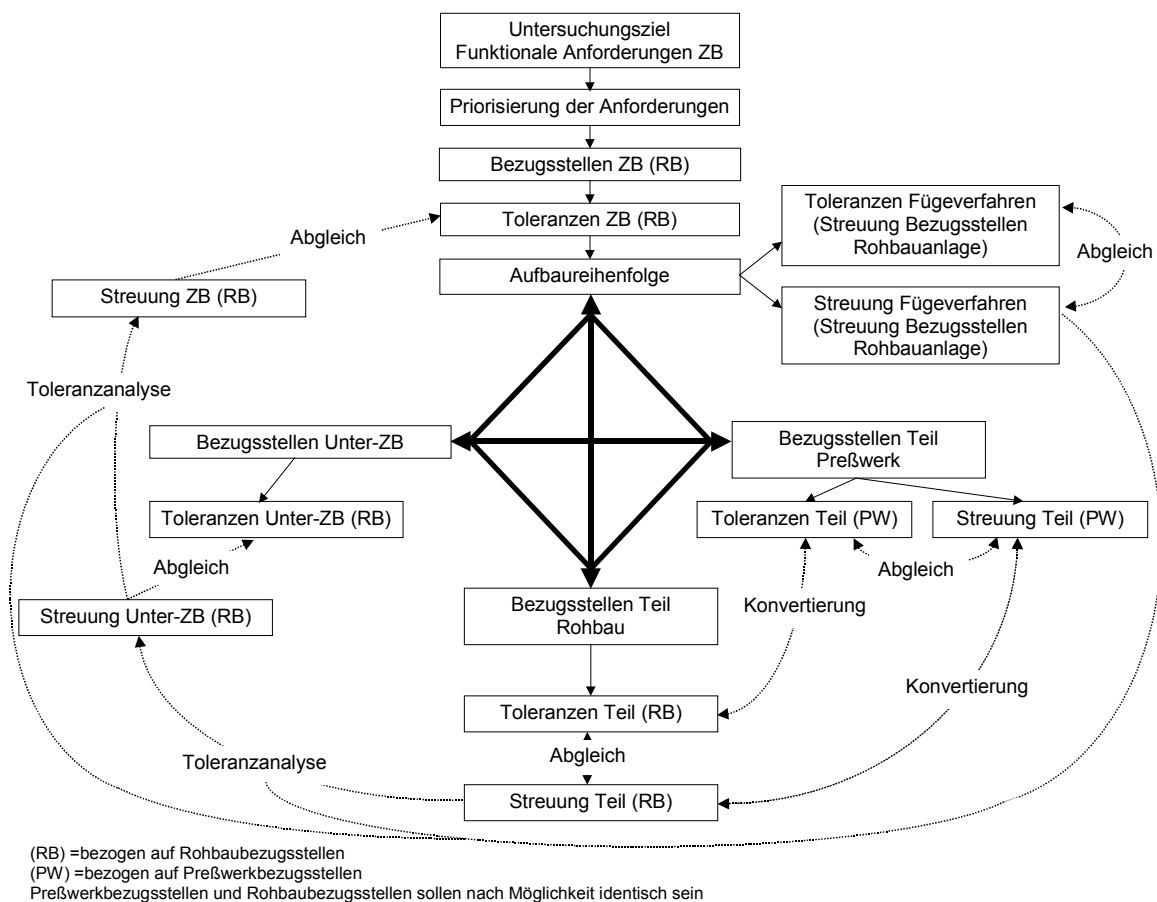 Untersuchungsziel
Funktionale Anforderungen ZB
Priorisierung der Anforderungen
Bezugsstellen ZB (RB)
Toleranzen ZB (RB)
Aufbaureihenfolge
Toleranzen Fügeverfahren
(Streuung Bezugsstellen
Rohbauanlage)
Abgleich
Streuung Fügeverfahren
(Streuung Bezugsstellen
Rohbauanlage)
Abgleich
Streuung ZB (RB)
Toleranzanalyse
Bezugsstellen Unter-ZB
Toleranzen Unter-ZB (RB)
Abgleich
Streuung Unter-ZB (RB)
Bezugsstellen Teil
Preßwerk
Toleranzen Teil (PW)
Streuung Teil (PW)
Abgleich
Konvertierung
Konvertierung
Bezugsstellen Teil
Rohbau
Toleranzen Teil (RB)
Abgleich
Streuung Teil (RB)
Toleranzanalyse
(RB) =bezogen auf Rohbaubezugsstellen
(PW) =bezogen auf Preßwerkbezugsstellen
Preßwerkbezugsstellen und Rohbaubezugsstellen sollen nach Möglichkeit identisch sein